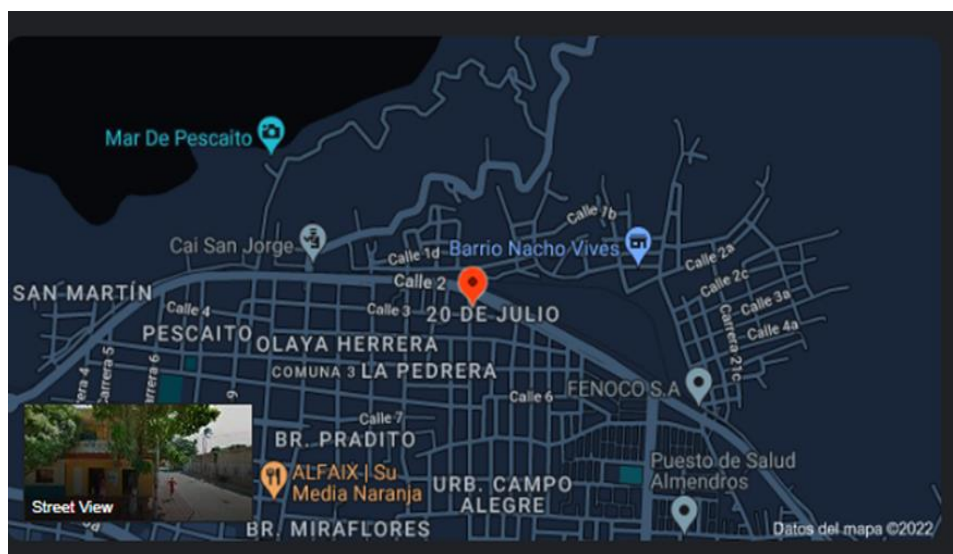 Mar De Pescaito
Calle 1b
Cai San Jorge
Calle 1d
Barrio Nacho Vives
Calle 2a
Calle 2
Calle 2c
SAN MARTÍN
Calle 4
Calle 3
20 DE JULIO
Calle 3a
Carrera 21c
Calle 4a
PESCAITO
OLAYA HERRERA
COMUNA 3
LA PEDRERA
Carrera 5
Carrera 6
9
FENOCO S.A
Calle 6
Calle 7
BR. PRADITO
ALFAIX | Su
Media Naranja
URB. CAMPO
ALEGRE
Puesto de Salud
Almendros
Street View
BR. MIRAFLORES
Datos del mapa ©2022